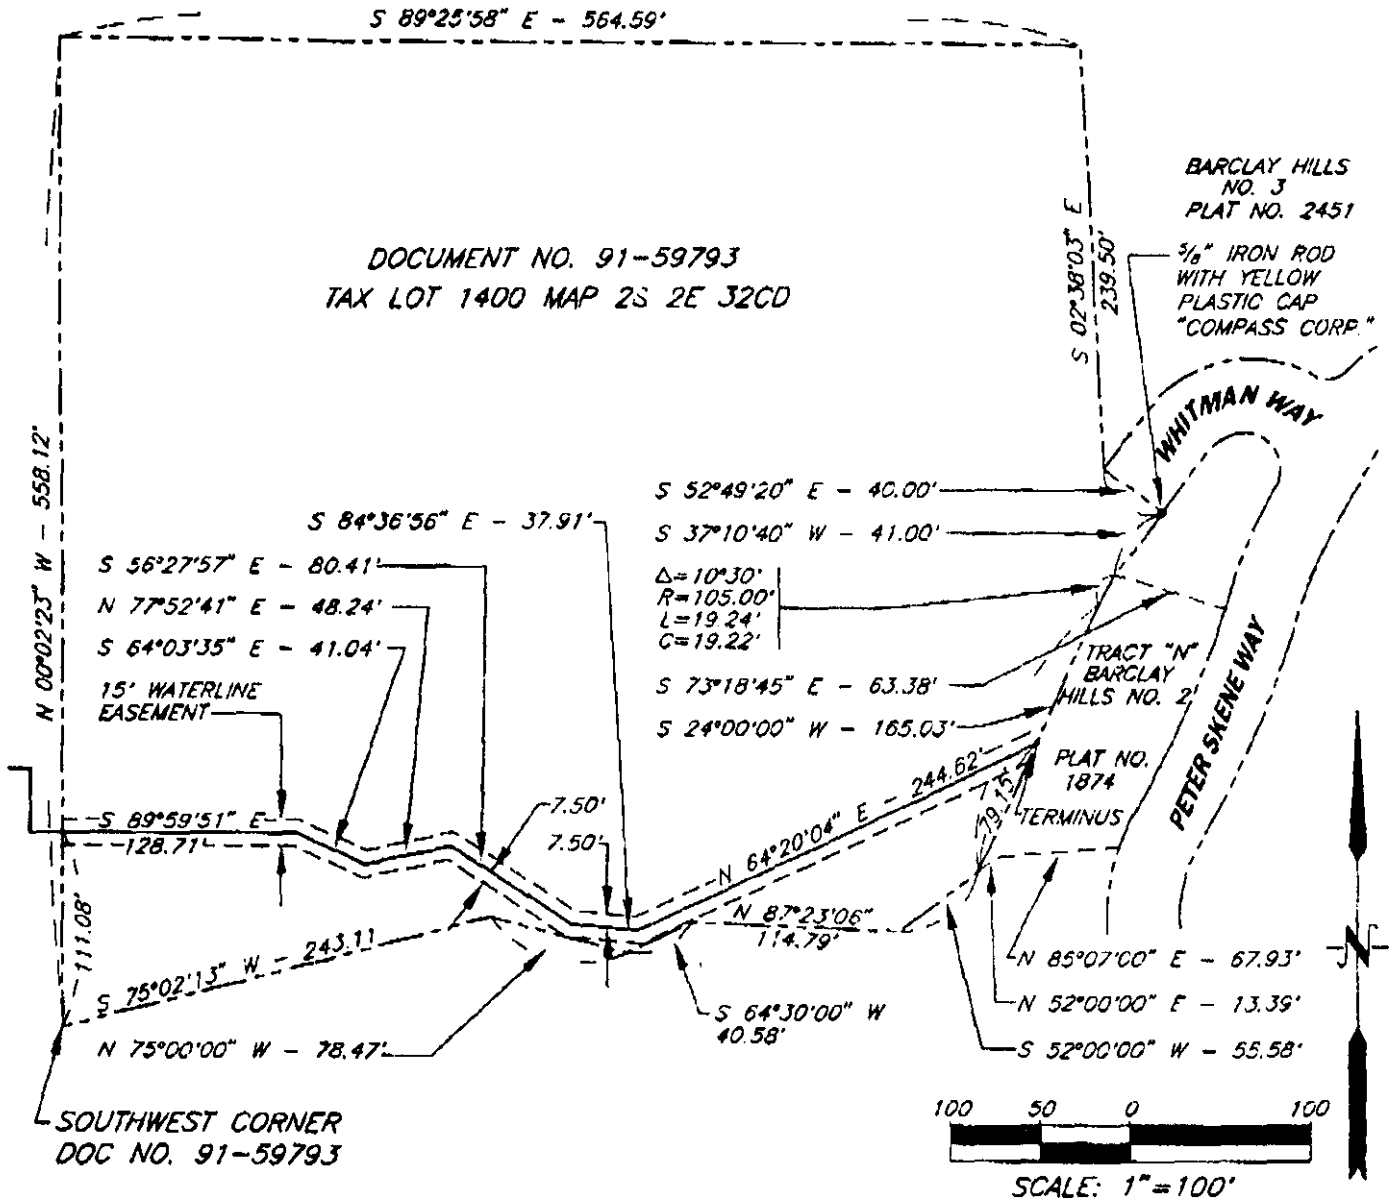 S 89°25'58" E - 564.59'
BARCLAY HILLS
NO. 3
PLAT NO. 2451
DOCUMENT NO. 91-59793
TAX LOT 1400 MAP 2S 2E 32CD
S 02°38'03" E
239.50'
5/8" IRON ROD
WITH YELLOW
PLASTIC CAP
"COMPASS CORP."
WHITMAN WAY
N 00°02'23" W - 558.12'
S 52°49'20" E - 40.00'
S 37°10'40" W - 41.00'
S 84°36'56" E - 37.91'
S 56°27'57" E - 80.41'
N 77°52'41" E - 48.24'
S 64°03'35" E - 41.04'
15' WATERLINE
EASEMENT
Δ=10°30'
R=105.00'
L=19.24'
C=19.22'
S 73°18'45" E - 63.38'
S 24°00'00" W - 165.03'
TRACT "N"
BARCLAY
HILLS NO. 2
PLAT NO.
1874
PETER SKENE WAY
TERMINUS
79.15'
N 64°20'04" E - 244.62'
S 89°59'51" E
128.71'
7.50'
7.50'
111.08'
S 75°02'13" W - 243.11
N 87°23'06"
114.79'
N 85°07'00" E - 67.93'
N 52°00'00" E - 13.39'
S 52°00'00" W - 55.58'
S 64°30'00" W
40.58'
N 75°00'00" W - 78.47'
SOUTHWEST CORNER
DOC NO. 91-59793
N
100 50 0 100
SCALE: 1"=100'